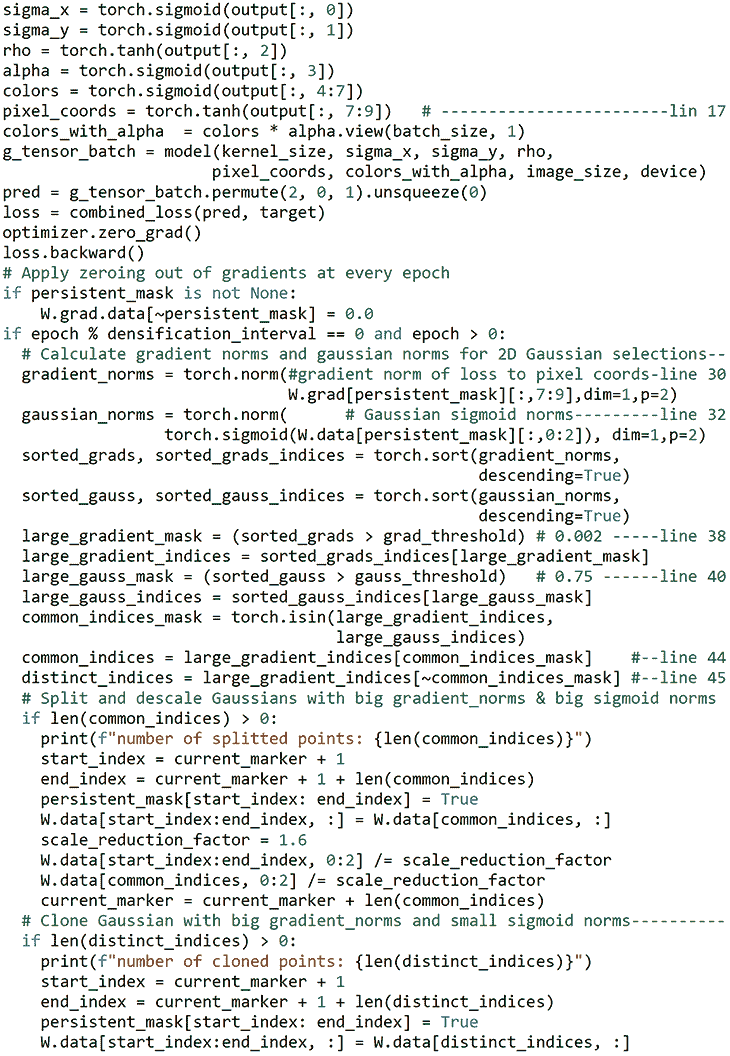 sigma_x = torch.sigmoid(output[:, 0])
sigma_y = torch.sigmoid(output[:, 1])
rho = torch.tanh(output[:, 2])
alpha = torch.sigmoid(output[:, 3])
colors = torch.sigmoid(output[:, 4:7])
pixel_coords = torch.tanh(output[:, 7:9])   # ------------------------lin 17
colors_with_alpha  = colors * alpha.view(batch_size, 1)
g_tensor_batch = model(kernel_size, sigma_x, sigma_y, rho,
                      pixel_coords, colors_with_alpha, image_size, device)
pred = g_tensor_batch.permute(2, 0, 1).unsqueeze(0)
loss = combined_loss(pred, target)
optimizer.zero_grad()
loss.backward()
# Apply zeroing out of gradients at every epoch
if persistent_mask is not None:
    W.grad.data[~persistent_mask] = 0.0
if epoch % densification_interval == 0 and epoch > 0:
  # Calculate gradient norms and gaussian norms for 2D Gaussian selections--
  gradient_norms = torch.norm(#gradient norm of loss to pixel coords-line 30
                              W.grad[persistent_mask][:,7:9],dim=1,p=2)
  gaussian_norms = torch.norm(      # Gaussian sigmoid norms---------line 32
                 torch.sigmoid(W.data[persistent_mask][:,0:2]), dim=1,p=2)
  sorted_grads, sorted_grads_indices = torch.sort(gradient_norms,
                                                  descending=True)
  sorted_gauss, sorted_gauss_indices = torch.sort(gaussian_norms,
                                                  descending=True)
  large_gradient_mask = (sorted_grads > grad_threshold) # 0.002 -----line 38
  large_gradient_indices = sorted_grads_indices[large_gradient_mask]
  large_gauss_mask = (sorted_gauss > gauss_threshold)   # 0.75 ------line 40
  large_gauss_indices = sorted_gauss_indices[large_gauss_mask]
  common_indices_mask = torch.isin(large_gradient_indices,
                                   large_gauss_indices)
  common_indices = large_gradient_indices[common_indices_mask]    #--line 44
  distinct_indices = large_gradient_indices[~common_indices_mask] #--line 45
  # Split and descale Gaussians with big gradient_norms & big sigmoid norms
  if len(common_indices) > 0:
    print(f"number of splitted points: {len(common_indices)}")
    start_index = current_marker + 1
    end_index = current_marker + 1 + len(common_indices)
    persistent_mask[start_index: end_index] = True
    W.data[start_index:end_index, :] = W.data[common_indices, :]
    scale_reduction_factor = 1.6
    W.data[start_index:end_index, 0:2] /= scale_reduction_factor
    W.data[common_indices, 0:2] /= scale_reduction_factor
    current_marker = current_marker + len(common_indices)
  # Clone Gaussian with big gradient_norms and small sigmoid norms----------
  if len(distinct_indices) > 0:
    print(f"number of cloned points: {len(distinct_indices)}")
    start_index = current_marker + 1
    end_index = current_marker + 1 + len(distinct_indices)
    persistent_mask[start_index: end_index] = True
    W.data[start_index:end_index, :] = W.data[distinct_indices, :]